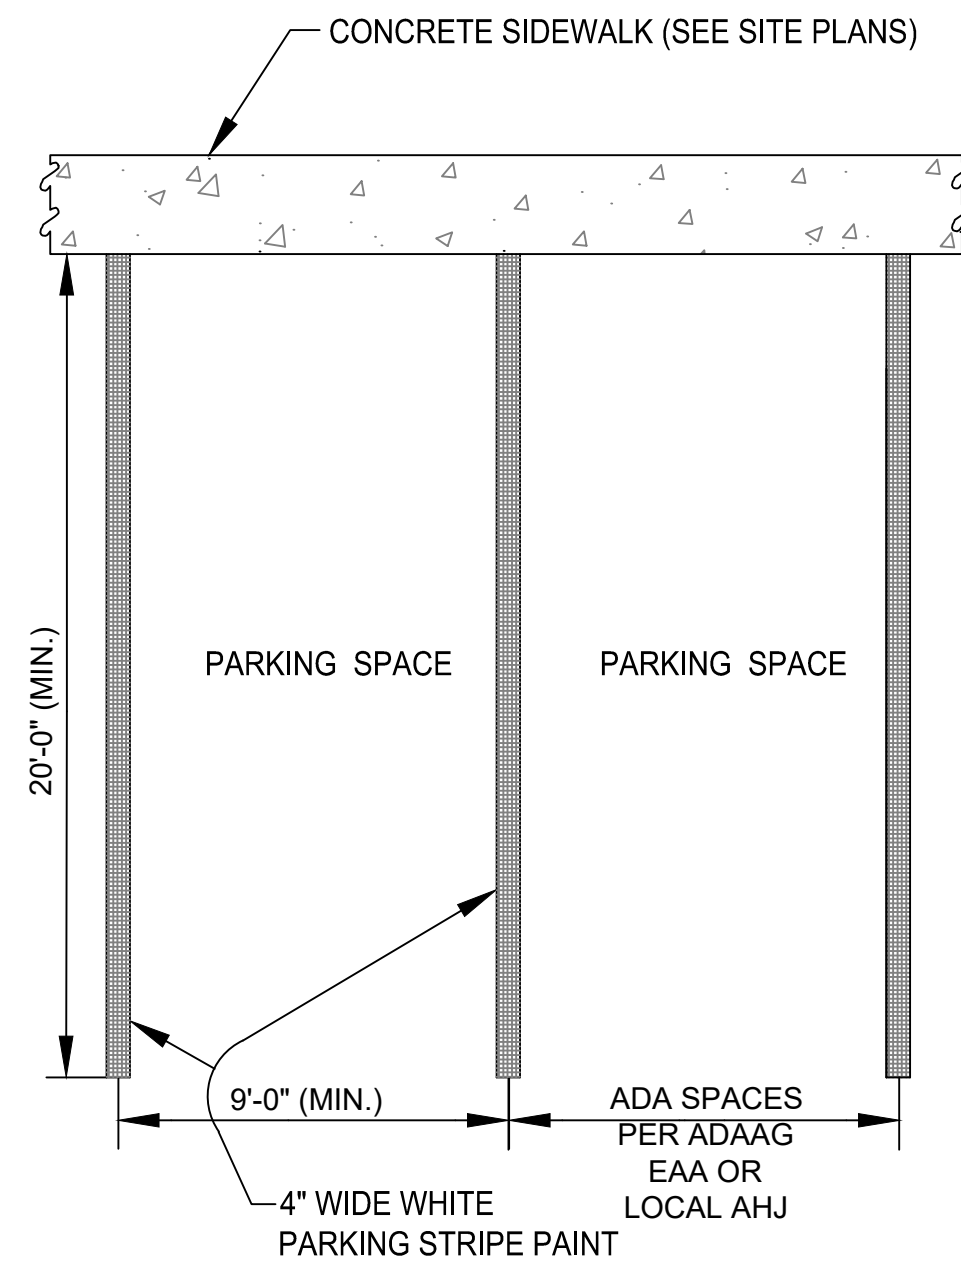 CONCRETE SIDEWALK (SEE SITE PLANS)
20'-0" (MIN.)
PARKING SPACE
PARKING SPACE
9'-0" (MIN.)
ADA SPACES
PER ADAAG
EAA OR
LOCAL AHJ
4" WIDE WHITE
PARKING STRIPE PAINT